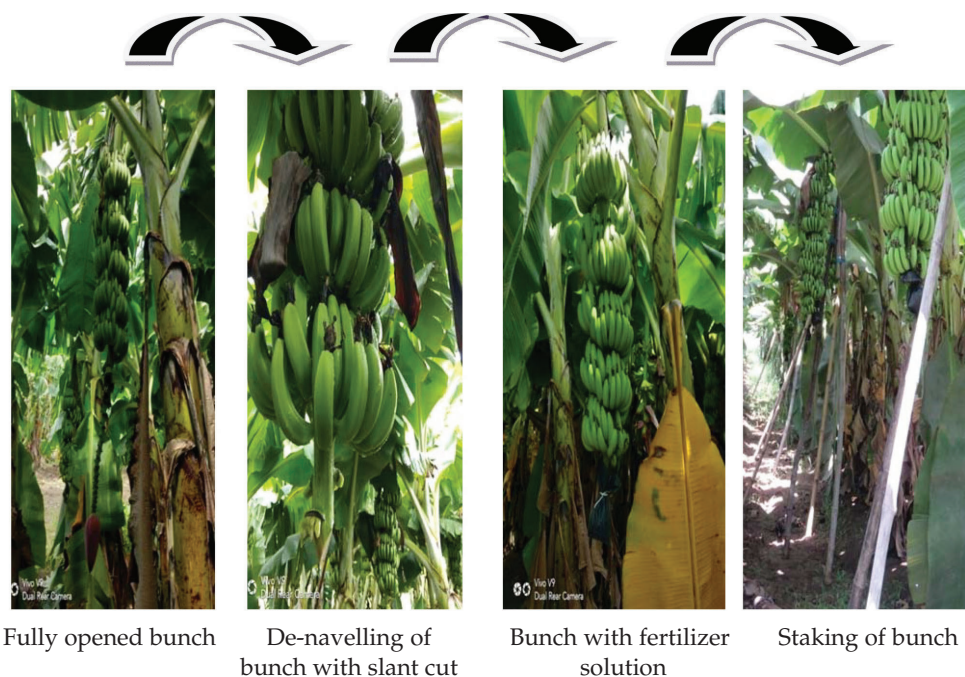 Vivo V9
Dual Rear Camera
Vivo V9
Dual Rear Camera
Vivo V9
Dual Rear Camera
Fully opened bunch
De-navelling of
bunch with slant cut
Bunch with fertilizer
solution
Staking of bunch